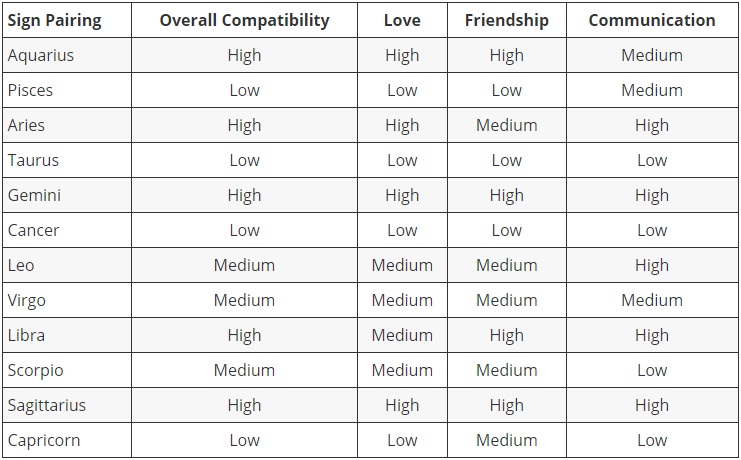 Sign Pairing Overall Compatibility Love Friendship Communication
Aquarius High High High Medium
Pisces Low Low Low Medium
Aries High High Medium High
Taurus Low Low Low Low
Gemini High High High High
Cancer Low Low Low Low
Leo Medium Medium Medium High
Virgo Medium Medium Medium Medium
Libra High Medium High High
Scorpio Medium Medium Medium Low
Sagittarius High High High High
Capricorn Low Low Medium Low